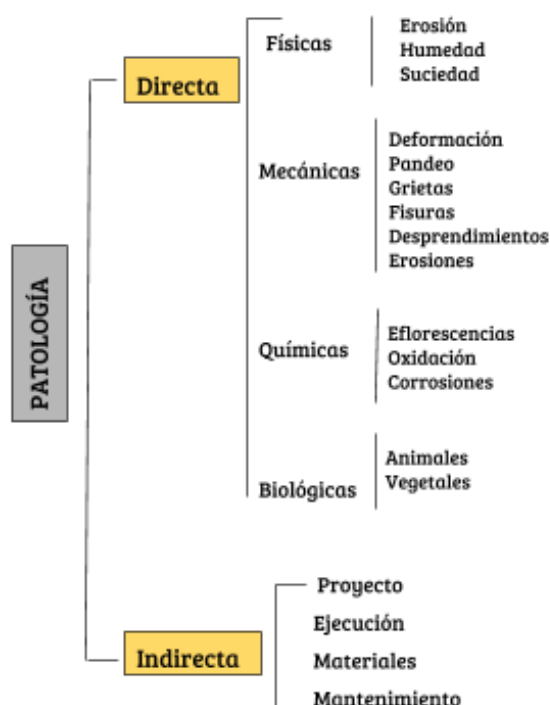 PATOLOGÍA
Directa
Físicas
Erosión
Humedad
Suciedad
Mecánicas
Deformación
Pandeo
Grietas
Fisuras
Desprendimientos
Erosiones
Químicas
Eflorescencias
Oxidación
Corrosiones
Biológicas
Animales
Vegetales
Indirecta
Proyecto
Ejecución
Materiales
Mantenimiento